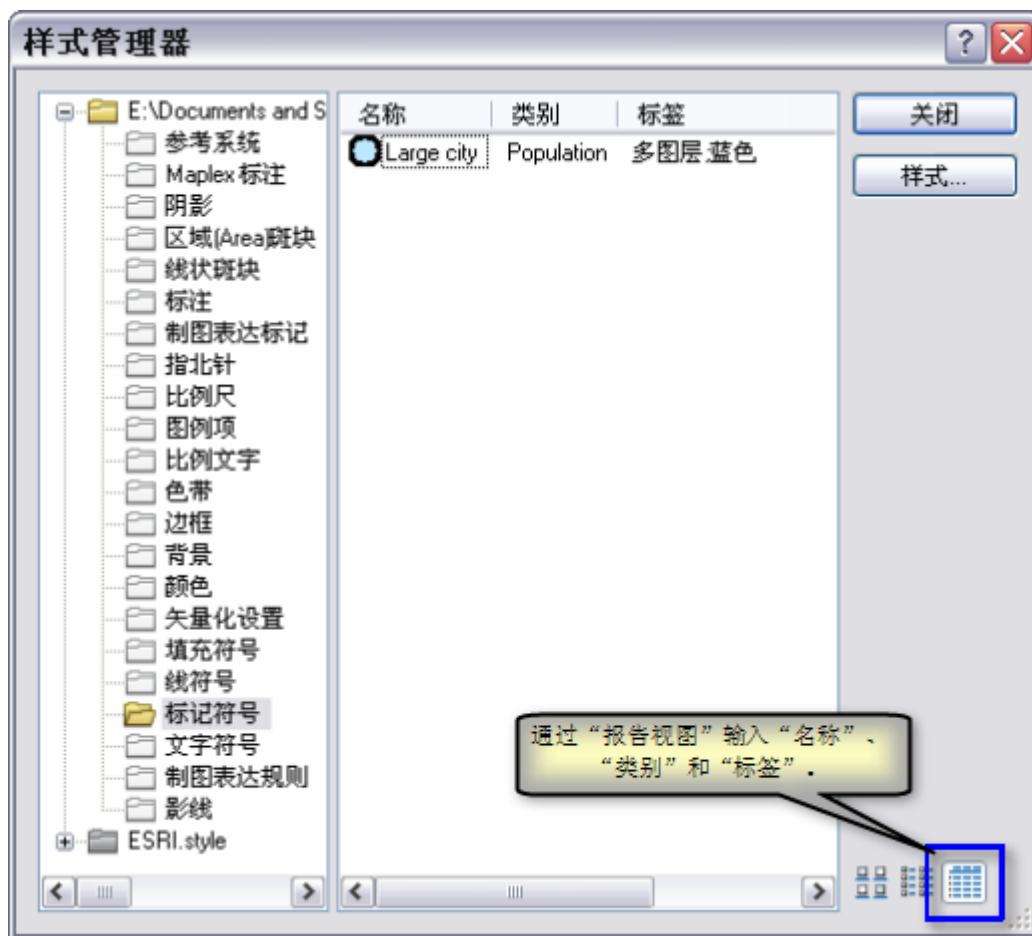 样式管理器
E:\Documents and S
参考系统
Maplex 标注
阴影
区域(Area)斑块
线状斑块
标注
制图表达标记
指北针
比例尺
图例项
比例文字
色带
边框
背景
颜色
矢量化设置
填充符号
线符号
标记符号
文字符号
制图表达规则
影线
ESRI.style
名称 类别 标签
Large city Population 多图层;蓝色
关闭
样式...
通过“报告视图”输入“名称”、
“类别”和“标签”.